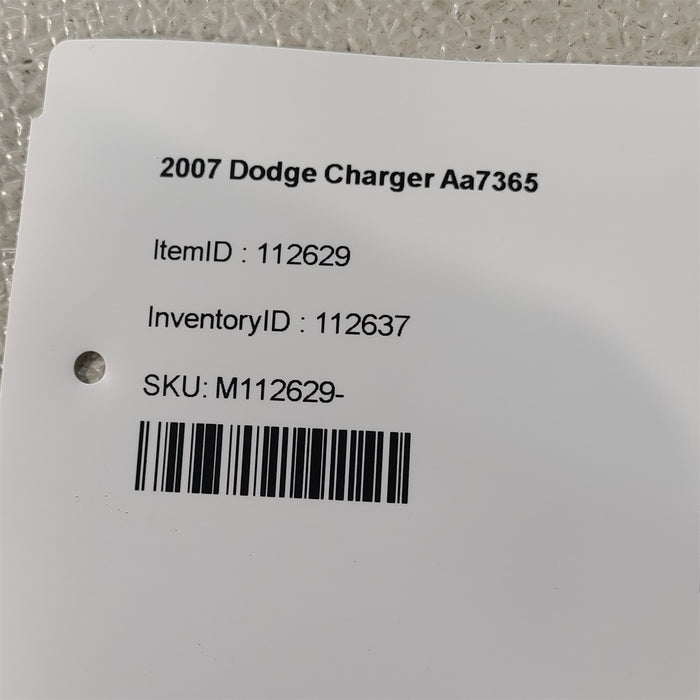 2007 Dodge Charger Aa7365
ItemID : 112629
InventoryID : 112637
SKU: M112629-